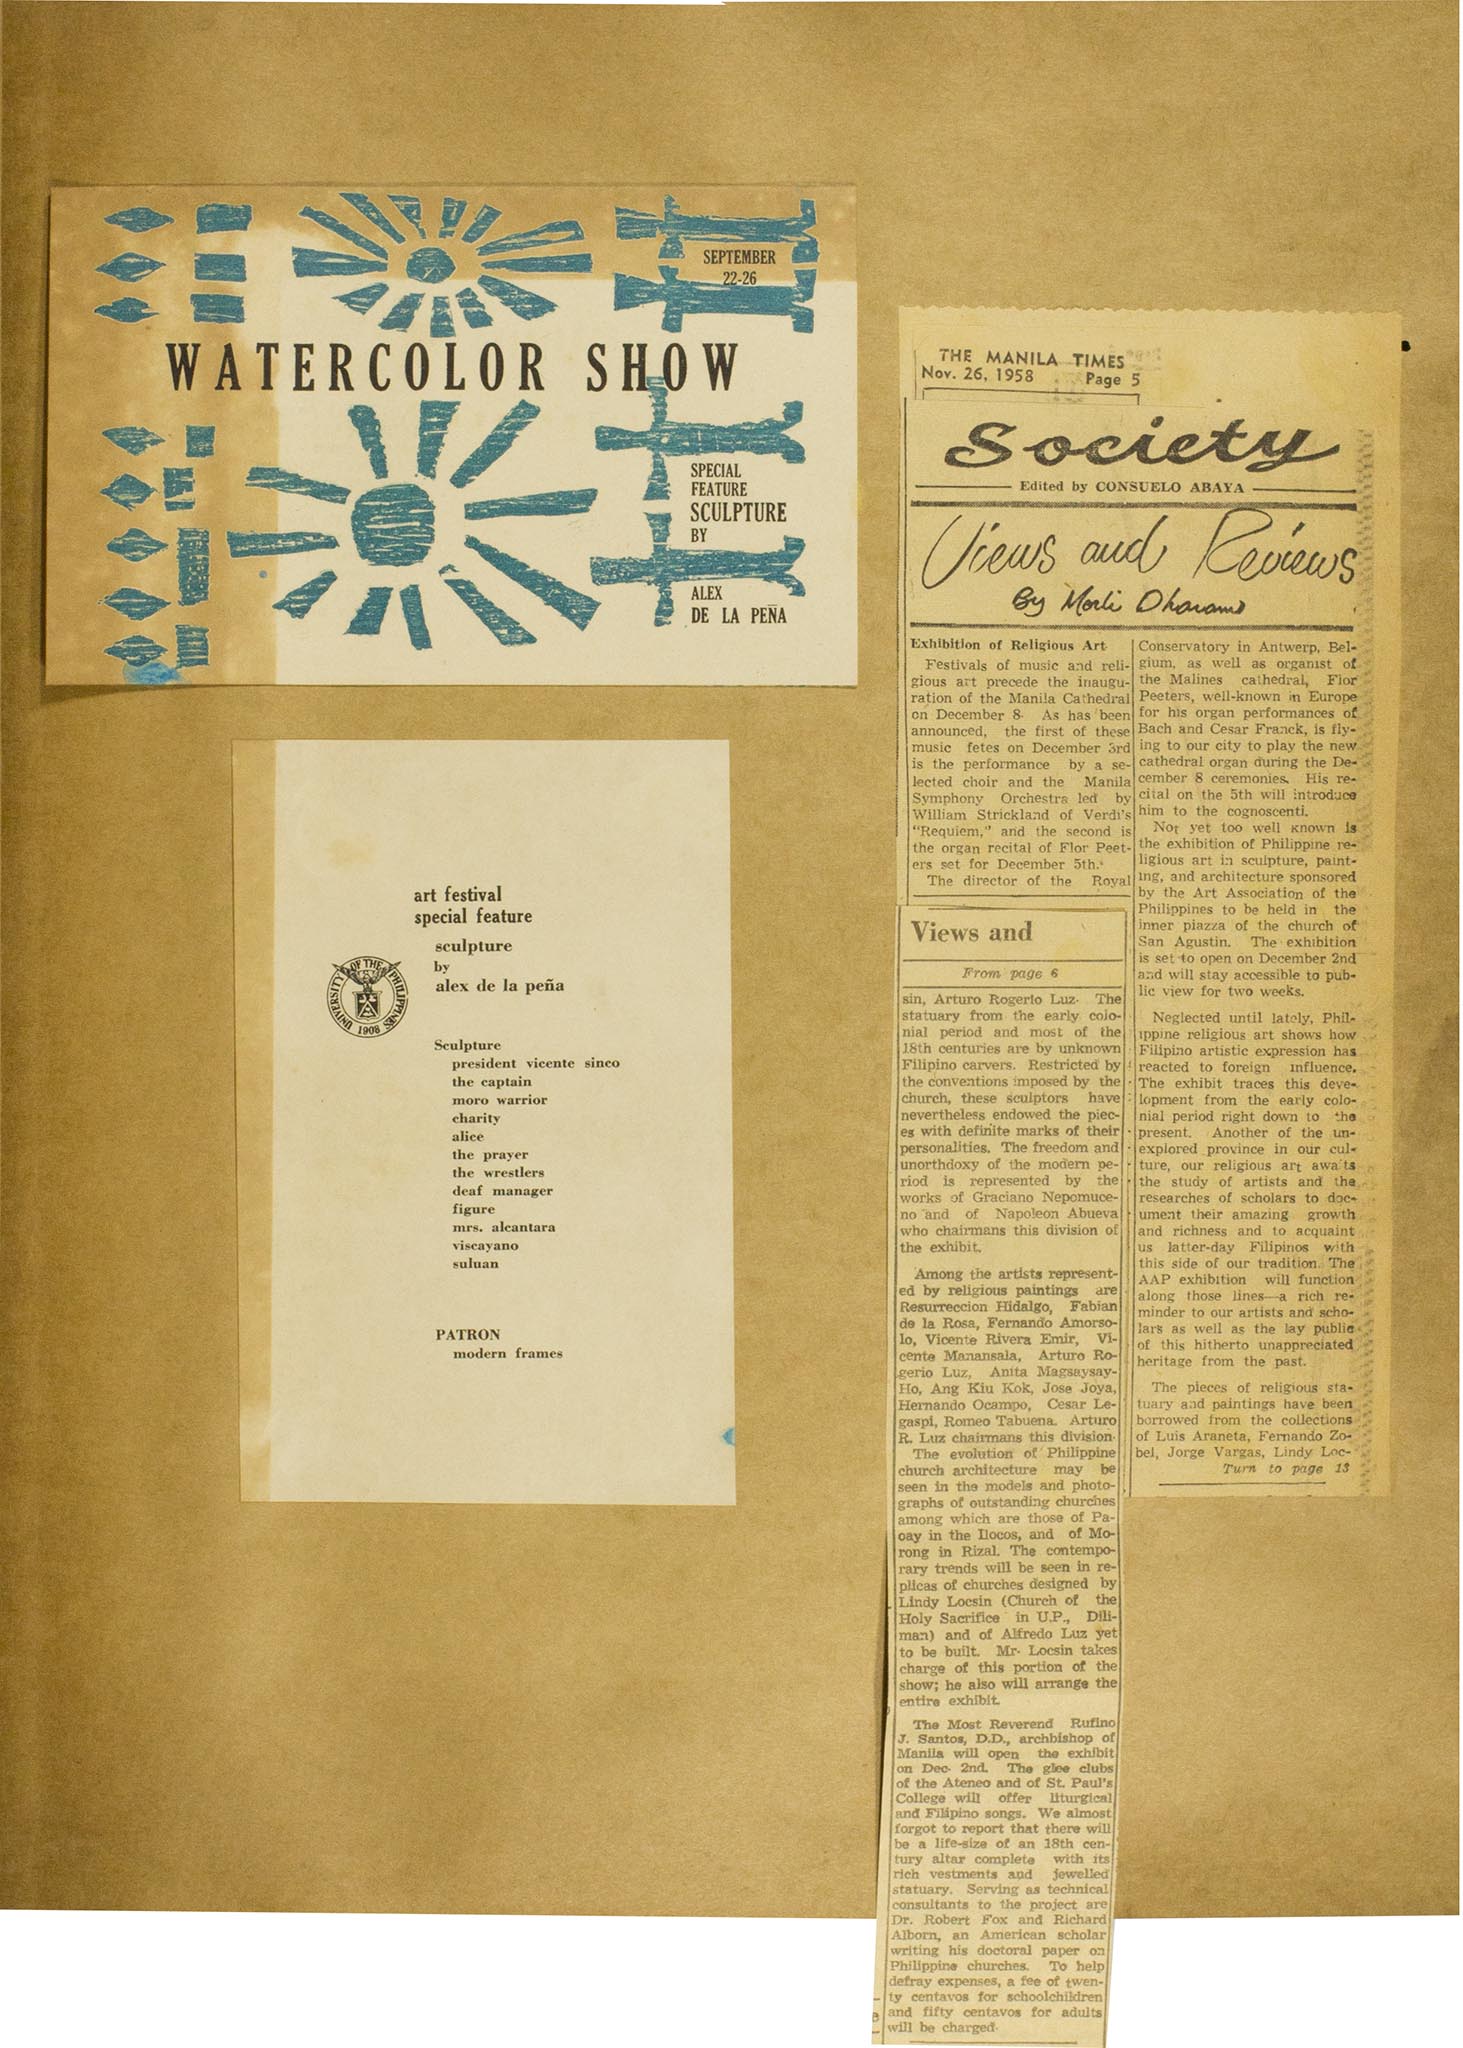 SEPTEMBER
22-26
WATERCOLOR SHOW
SPECIAL
FEATURE
SCULPTURE
BY
ALEX
DE LA PEÑA
art festival
special feature
sculpture
by
alex de la peña
UNIVERSITY OF THE PHILIPPINES
1908
Sculpture
president vicente sinco
the captain
moro warrior
charity
alice
the prayer
the wrestlers
deaf manager
figure
mrs. alcantara
viscayano
suluan
PATRON
modern frames
THE MANILA TIMES
Nov. 26, 1958 Page 5
Society
Edited by CONSUELO ABAYA
Views and Reviews
By Morli Dharam
Exhibition of Religious Art
Festivals of music and reli-
gious art precede the inaugu-
ration of the Manila Cathedral
on December 8. As has been
announced, the first of these
music fetes on December 3rd
is the performance by a se-
lected choir and the Manila
Symphony Orchestra led by
William Strickland of Verdi's
"Requiem," and the second is
the organ recital of Flor Peet-
ers set for December 5th.
The director of the Royal
Conservatory in Antwerp, Bel-
gium, as well as organist of
the Malines cathedral, Flor
Peeters, well-known in Europe
for his organ performances of
Bach and Cesar Franck, is fly-
ing to our city to play the new
cathedral organ during the De-
cember 8 ceremonies. His re-
cital on the 5th will introduce
him to the cognoscenti.
Not yet too well known is
the exhibition of Philippine re-
ligious art in sculpture, paint-
ing, and architecture sponsored
by the Art Association of the
Philippines to be held in the
inner piazza of the church of
San Agustin. The exhibition
is set to open on December 2nd
and will stay accessible to pub-
lic view for two weeks.
Neglected until lately, Phil-
ippine religious art shows how
Filipino artistic expression has
reacted to foreign influence.
The exhibit traces this deve-
lopment from the early colo-
nial period right down to the
present. Another of the un-
explored province in our cul-
ture, our religious art awaits
the study of artists and the
researches of scholars to doc-
ument their amazing growth
and richness and to acquaint
us latter-day Filipinos with
this side of our tradition. The
AAP exhibition will function
along those lines—a rich re-
minder to our artists and scho-
lars as well as the lay public
of this hitherto unappreciated
heritage from the past.
The pieces of religious sta-
tuary and paintings have been
borrowed from the collections
of Luis Araneta, Fernando Zo-
bel, Jorge Vargas, Lindy Loc-
Turn to page 13
Views and
From page 6
sin, Arturo Rogerio Luz. The
statuary from the early colo-
nial period and most of the
18th centuries are by unknown
Filipino carvers. Restricted by
the conventions imposed by the
church, these sculptors have
nevertheless endowed the piec-
es with definite marks of their
personalities. The freedom and
unorthdoxy of the modern pe-
riod is represented by the
works of Graciano Nepomuce-
no and of Napoleon Abueva
who chairmans this division of
the exhibit.
Among the artists represent-
ed by religious paintings are
Resurreccion Hidalgo, Fabian
de la Rosa, Fernando Amorso-
lo, Vicente Rivera Emir, Vi-
cente Manansala, Arturo Ro-
gerio Luz, Anita Magsaysay-
Ho, Ang Kiu Kok, Jose Joya,
Hernando Ocampo, Cesar Le-
gaspi, Romeo Tabuena. Arturo
R. Luz chairmans this division.
The evolution of Philippine
church architecture may be
seen in the models and photo-
graphs of outstanding churches
among which are those of Pa-
oay in the Ilocos, and of Mo-
rong in Rizal. The contempo-
rary trends will be seen in re-
plicas of churches designed by
Lindy Locsin (Church of the
Holy Sacrifice in U.P., Dili-
man) and of Alfredo Luz yet
to be built. Mr. Locsin takes
charge of this portion of the
show; he also will arrange the
entire exhibit.
The Most Reverend Rufino
J. Santos, D.D., archbishop of
Manila will open the exhibit
on Dec. 2nd. The glee clubs
of the Ateneo and of St. Paul's
College will offer liturgical
and Filipino songs. We almost
forgot to report that there will
be a life-size of an 18th cen-
tury altar complete with its
rich vestments and jewelled
statuary. Serving as technical
consultants to the project are
Dr. Robert Fox and Richard
Alborn, an American scholar
writing his doctoral paper on
Philippine churches. To help
defray expenses, a fee of twen-
ty centavos for schoolchildren
and fifty centavos for adults
will be charged.